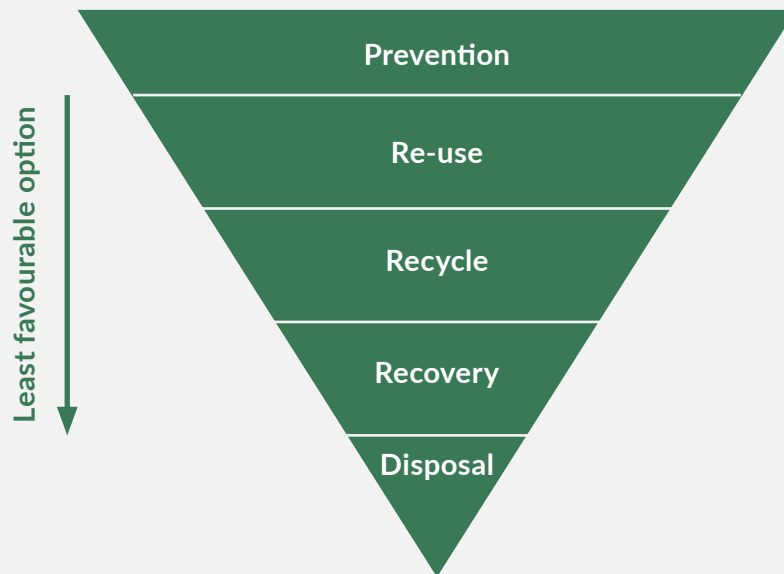 Prevention
Re-use
Recycle
Recovery
Disposal
Least favourable option